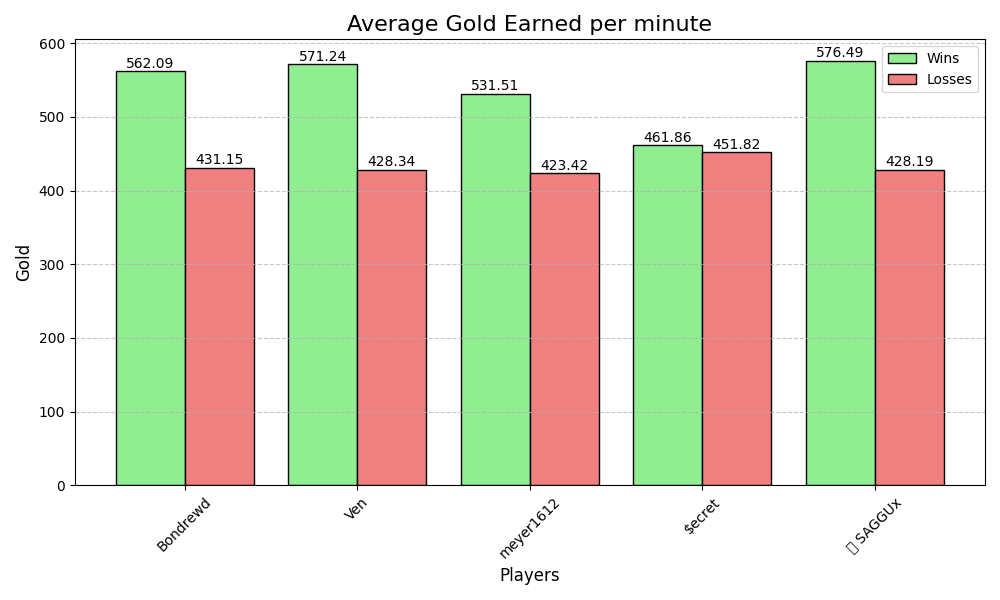 Average Gold Earned per minute
Gold
600
500
400
300
200
100
0
562.09
431.15
571.24
428.34
531.51
423.42
461.86
451.82
576.49
428.19
Wins
Losses
Bondrewd
Ven
meyer1612
$ecret
SAGGUx
Players